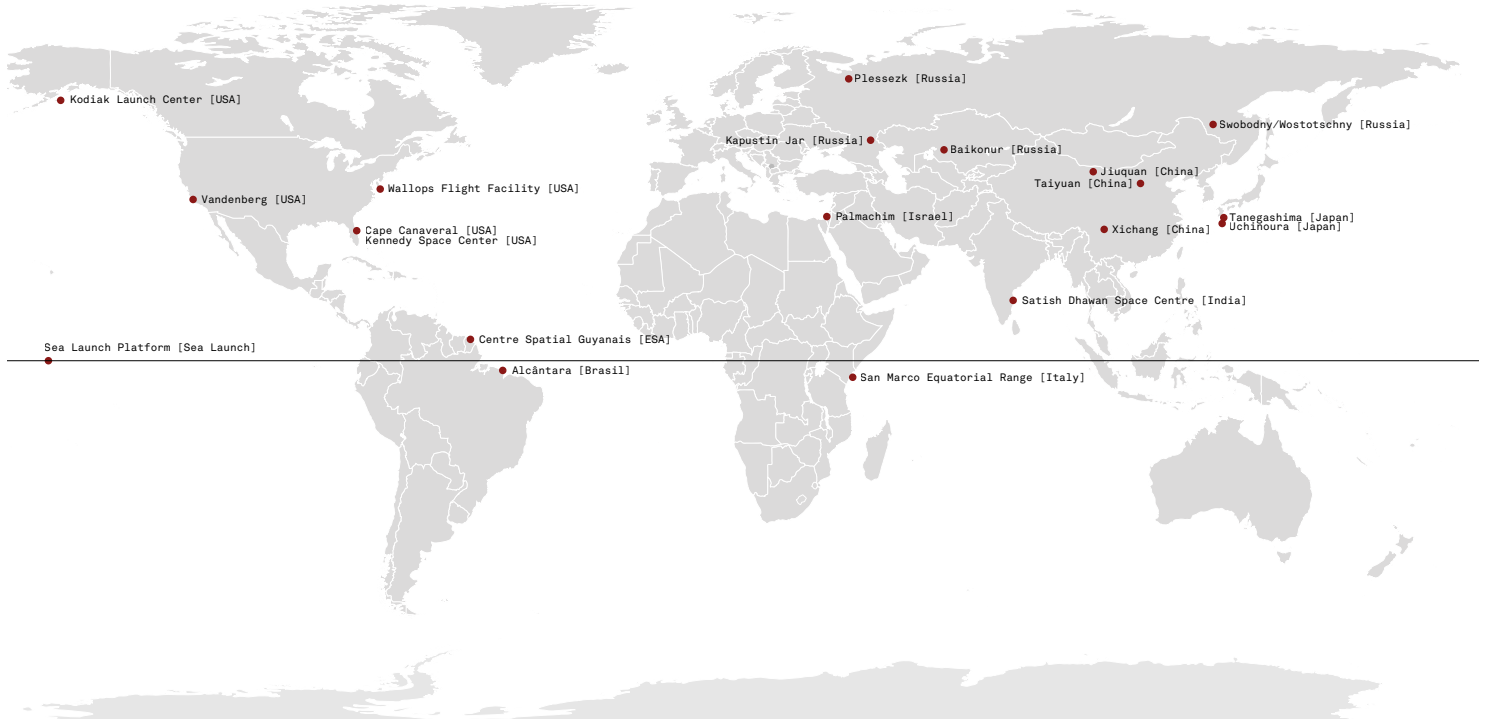 Plessezk [Russia]
Kodiak Launch Center [USA]
Swobodny/Wostotschny [Russia]
Kapustin Jar [Russia]
Baikonur [Russia]
Jiuquan [China]
Taiyuan [China]
Wallops Flight Facility [USA]
Vandenberg [USA]
Palmachim [Israel]
Tanegashima [Japan]
Uchinoura [Japan]
Cape Canaveral [USA]
Kennedy Space Center [USA]
Xichang [China]
Satish Dhawan Space Centre [India]
Centre Spatial Guyanais [ESA]
Sea Launch Platform [Sea Launch]
Alcântara [Brasil]
San Marco Equatorial Range [Italy]